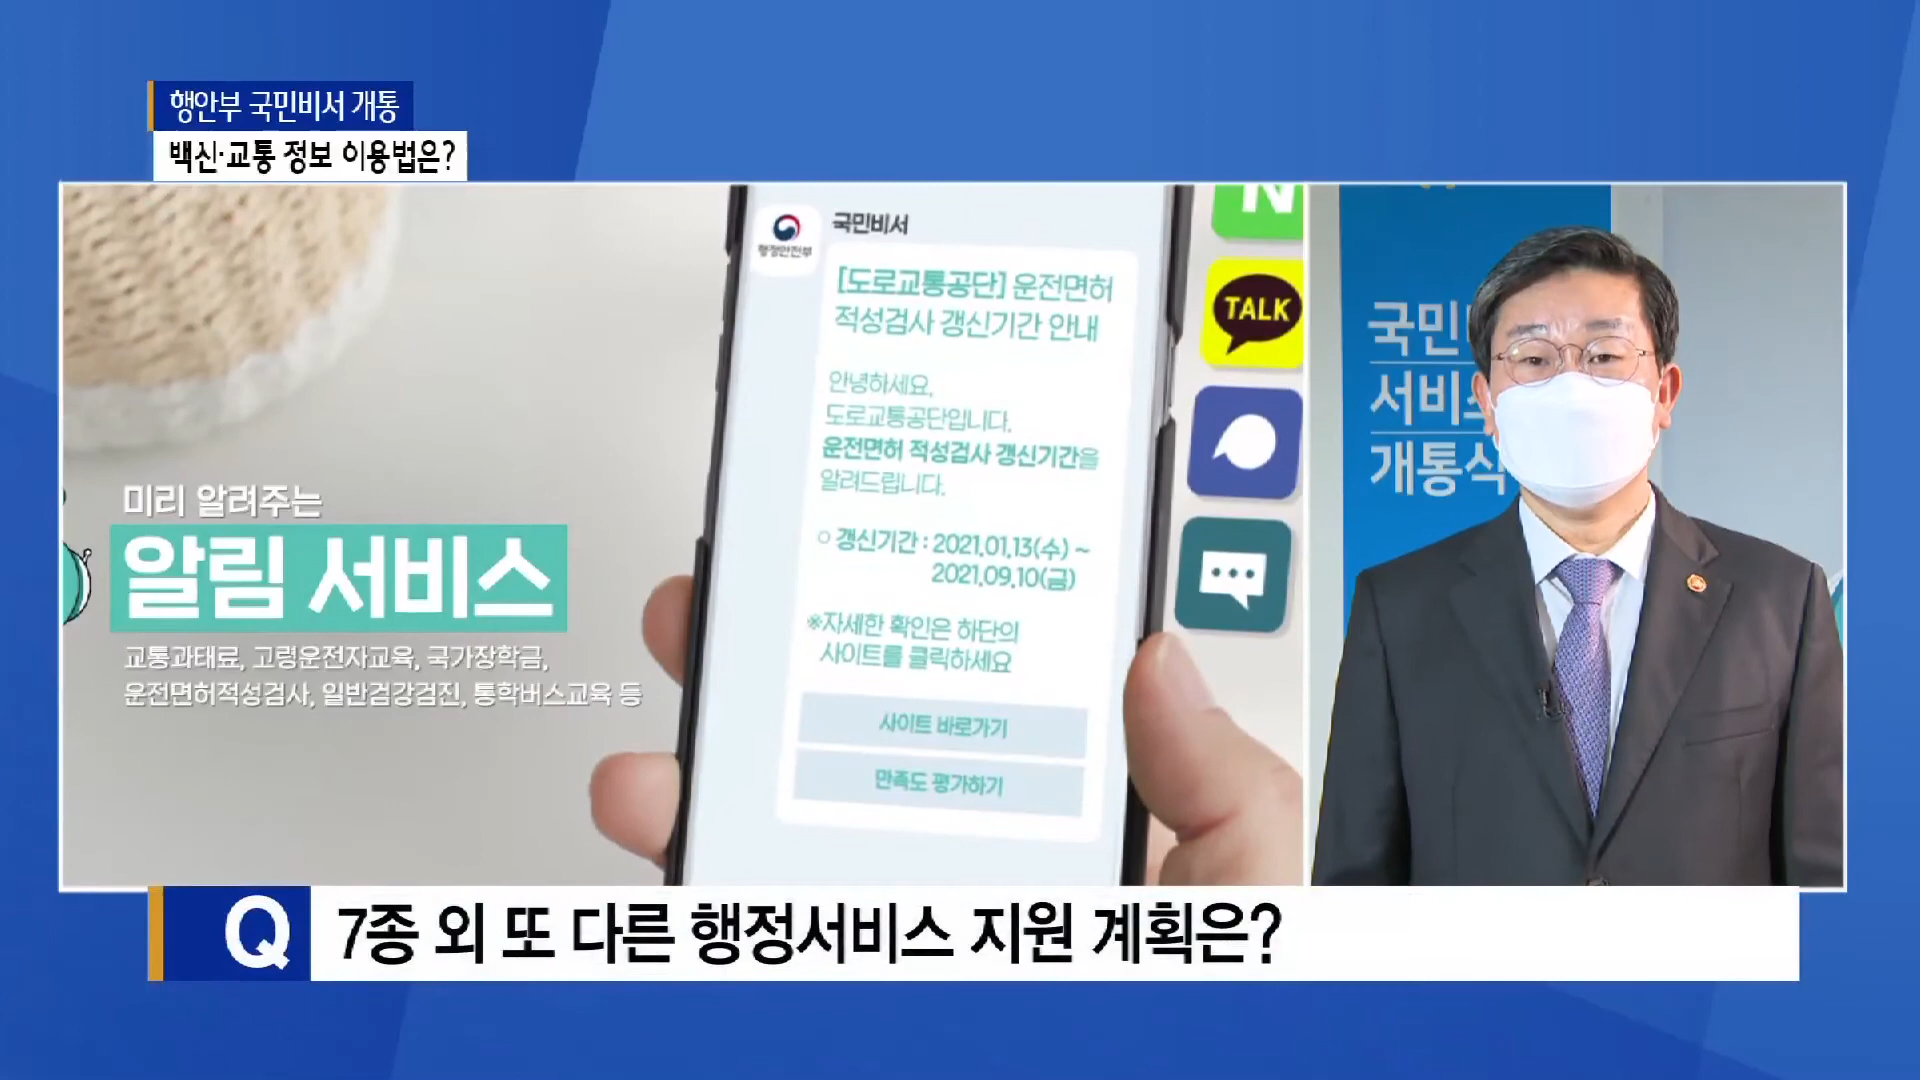 행안부 국민비서 개통
백신·교통 정보 이용법은?
미리 알려주는
알림 서비스
교통과태료, 고령운전자교육, 국가장학금,
운전면허적성검사, 일반검강검진, 통학버스교육 등
행정안전부
국민비서
[도로교통공단] 운전면허
적성검사 갱신기간 안내
안녕하세요,
도로교통공단입니다.
운전면허 적성검사 갱신기간을
알려드립니다.
○ 갱신기간 : 2021.01.13(수) ~
2021.09.10(금)
※자세한 확인은 하단의
사이트를 클릭하세요
사이트 바로가기
만족도 평가하기
N
TALK
국민비
서비스
개통식
Q 7종 외 또 다른 행정서비스 지원 계획은?